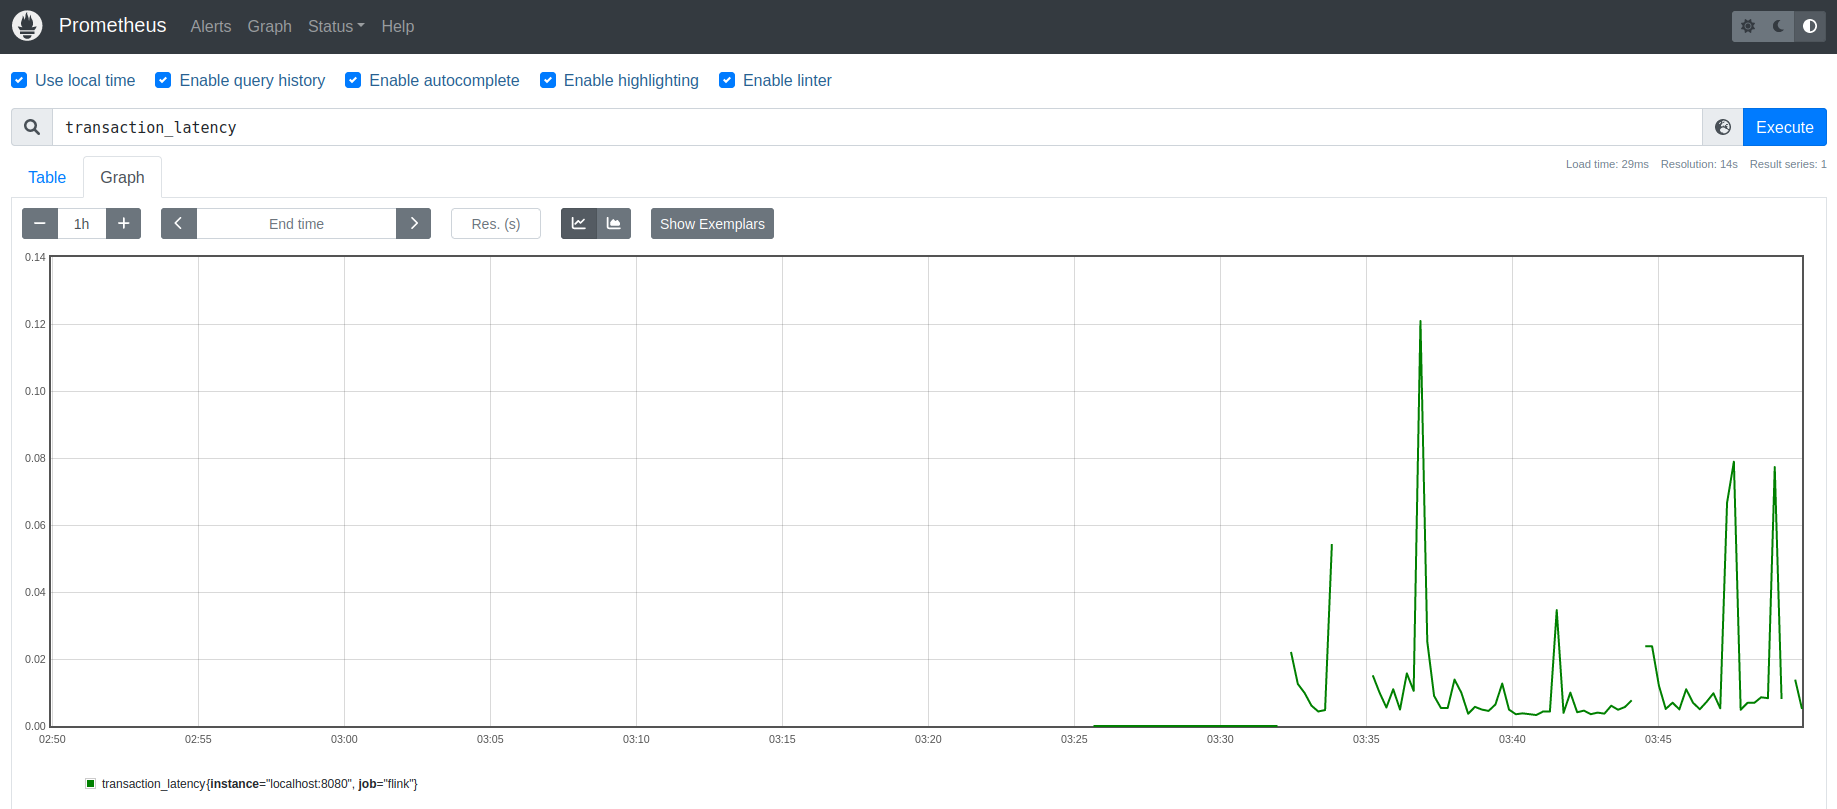 Prometheus Alerts Graph Status Help
Use local time Enable query history Enable autocomplete Enable highlighting Enable linter
transaction_latency Execute
Table Graph Load time: 29ms Resolution: 14s Result series: 1
1h End time Res. (s) Show Exemplars
0.14
0.12
0.10
0.08
0.06
0.04
0.02
0.00
02:50 02:55 03:00 03:05 03:10 03:15 03:20 03:25 03:30 03:35 03:40 03:45
transaction_latency{instance="localhost:8080", job="flink"}